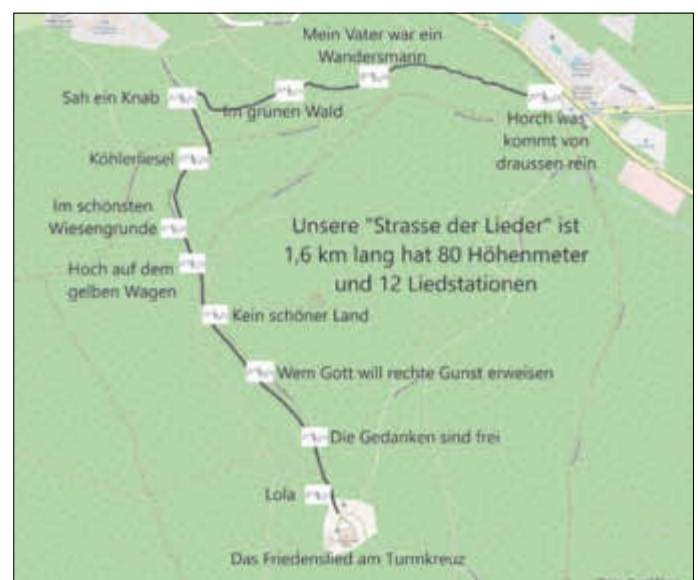 Mein Vater war ein
Wandersmann
Sah ein Knab
Im grünen Wald
Horch was
kommt von
draussen rein
Köhlerliesel
Im schönsten
Wiesengrunde
Unsere "Strasse der Lieder" ist
1,6 km lang hat 80 Höhenmeter
und 12 Liedstationen
Hoch auf dem
gelben Wagen
Kein schöner Land
Wem Gott will rechte Gunst erweisen
Die Gedanken sind frei
Lola
Das Friedenslied am Turmkreuz